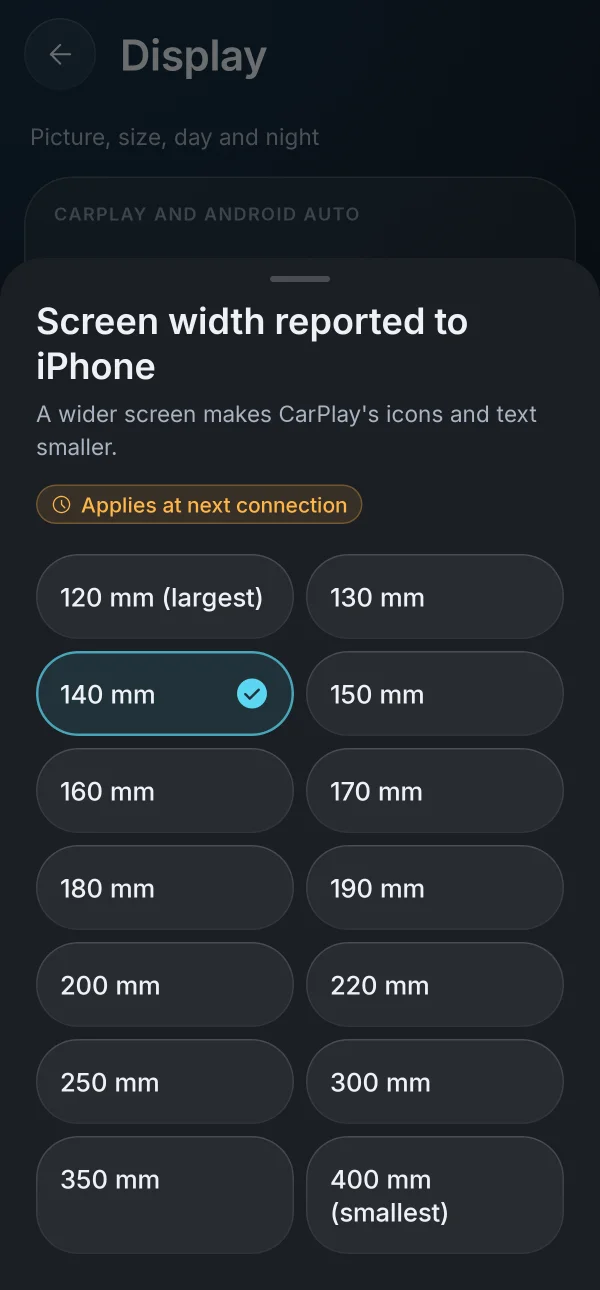 Display
Picture, size, day and night
CARPLAY AND ANDROID AUTO
Screen width reported to
iPhone
A wider screen makes CarPlay's icons and text
smaller.
Applies at next connection
120 mm (largest)
130 mm
140 mm
150 mm
160 mm
170 mm
180 mm
190 mm
200 mm
220 mm
250 mm
300 mm
350 mm
400 mm
(smallest)